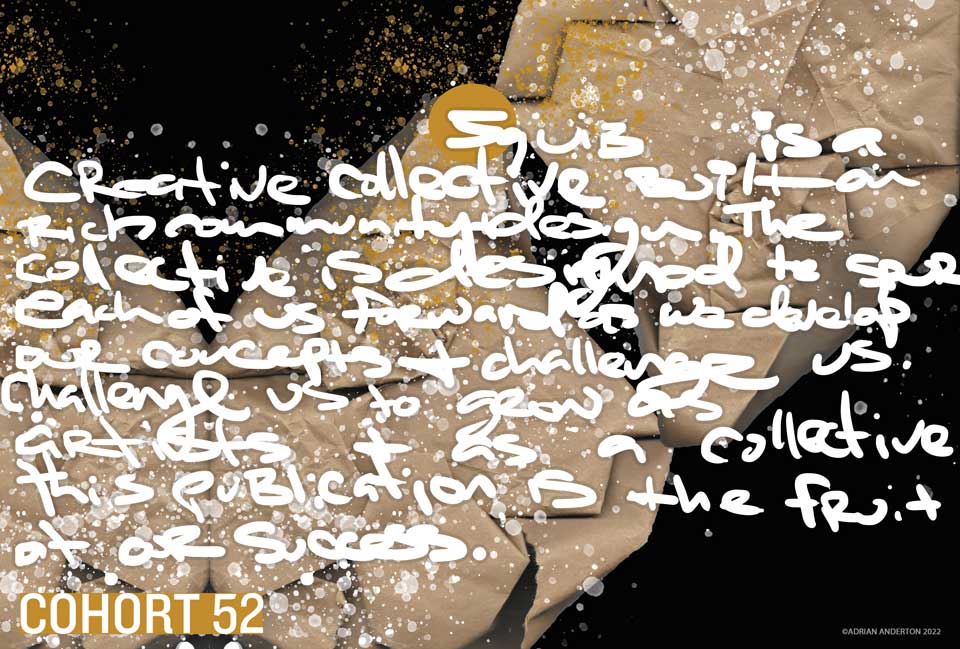 Squiz is a
Creative collective built on
Rich community design. The
collective is designed to
Each of us forward as we develop
our concepts + challenge us.
Challenge us to grow as
artists + as a collective
this publication is the fruit
of our success.
COHORT 52
©ADRIAN ANDERTON 2022